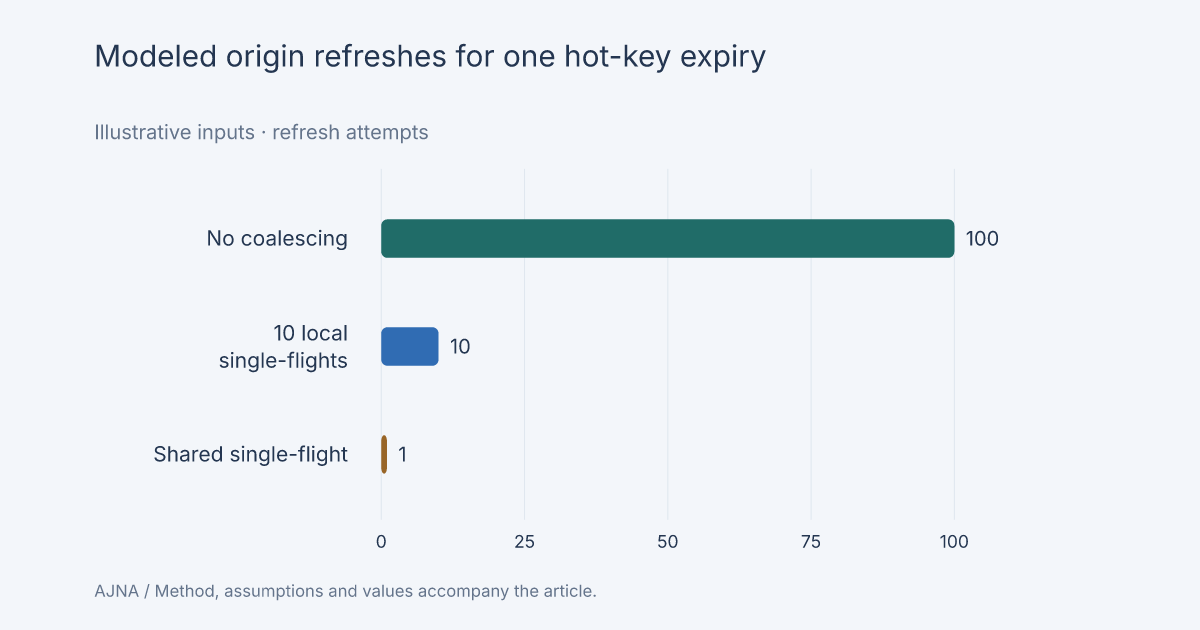 Modeled origin refreshes for one hot-key expiry
Illustrative inputs · refresh attempts
No coalescing
100
10 local
single-flights
10
Shared single-flight
1
0 25 50 75 100
AJNA / Method, assumptions and values accompany the article.